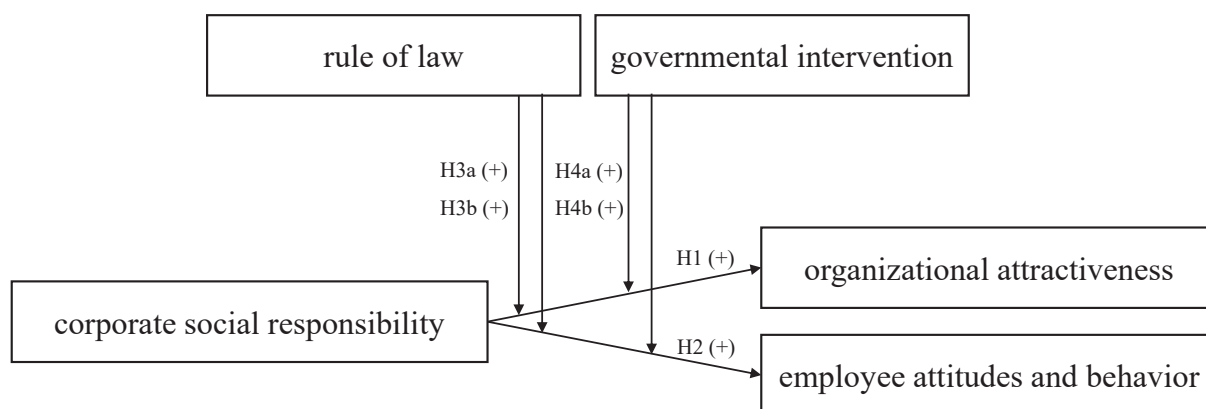 rule of law
governmental intervention
H3a (+)
H4a (+)
H3b (+)
H4b (+)
H1 (+)
organizational attractiveness
corporate social responsibility
H2 (+)
employee attitudes and behavior